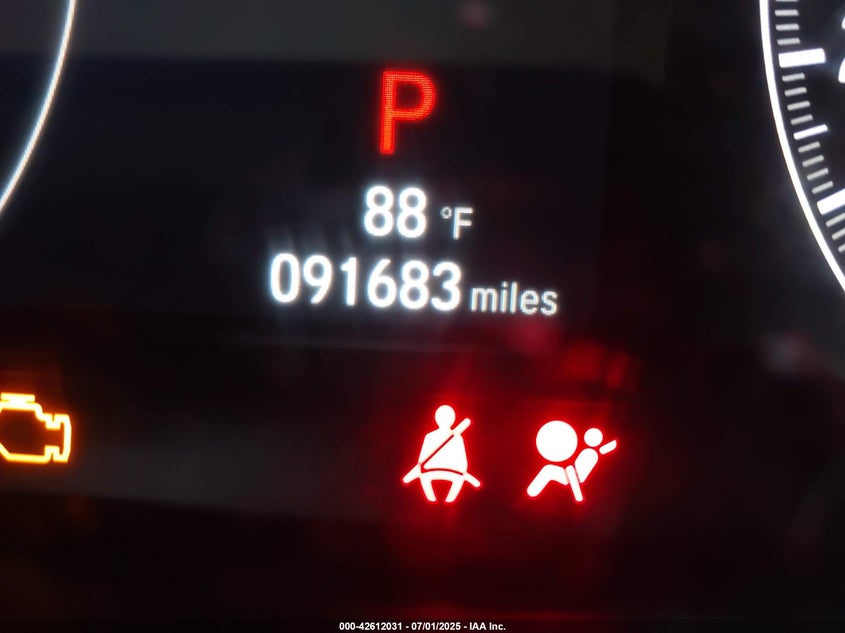 P
88 °F
091683 miles
000-42612031 - 07/01/2025 - IAA Inc.